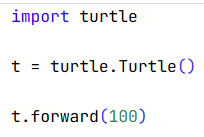 import turtle
t = turtle.Turtle()
t.forward(100)